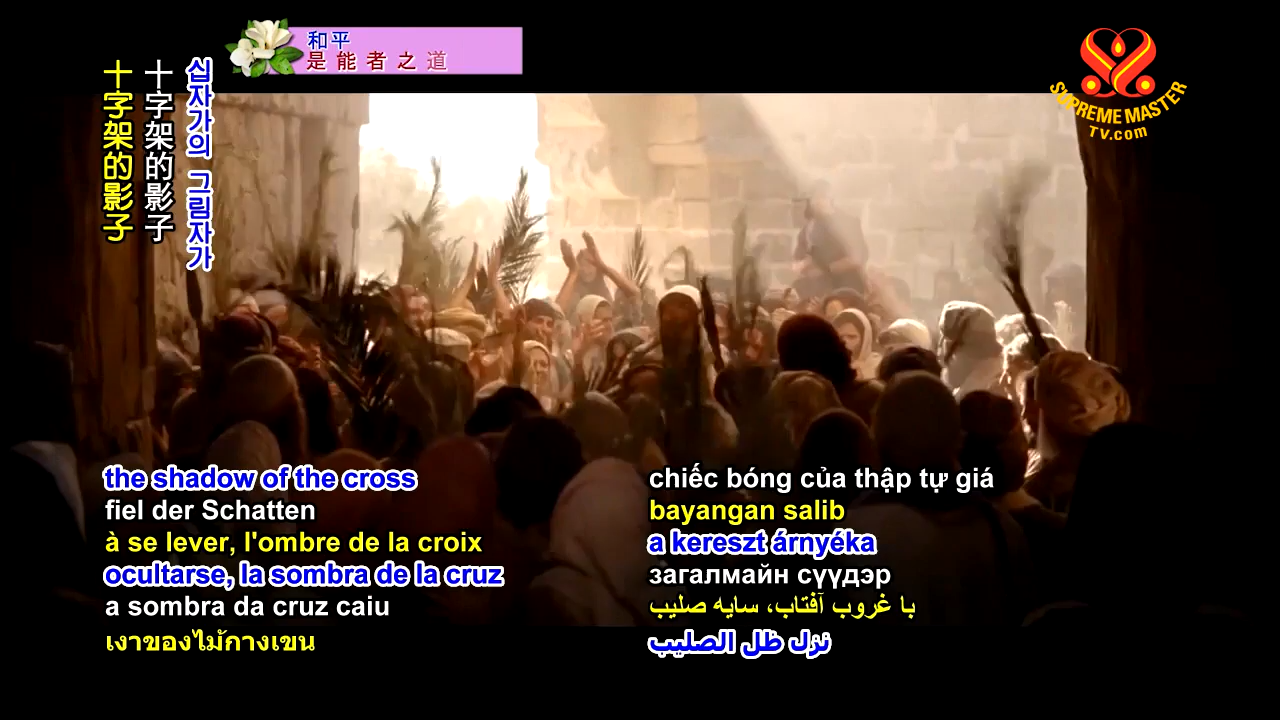 和平
是能者之道
SUPREME MASTER
TV.com
십자가의 그림자가
十字架的影子
十字架的影子
the shadow of the cross
fiel der Schatten
à se lever, l'ombre de la croix
ocultarse, la sombra de la cruz
a sombra da cruz caiu
เงาของไม้กางเขน
chiếc bóng của thập tự giá
bayangan salib
a kereszt árnyéka
загалмайн сүүдэр
با غروب آفتاب، سایه صلیب
نزل ظل الصليب